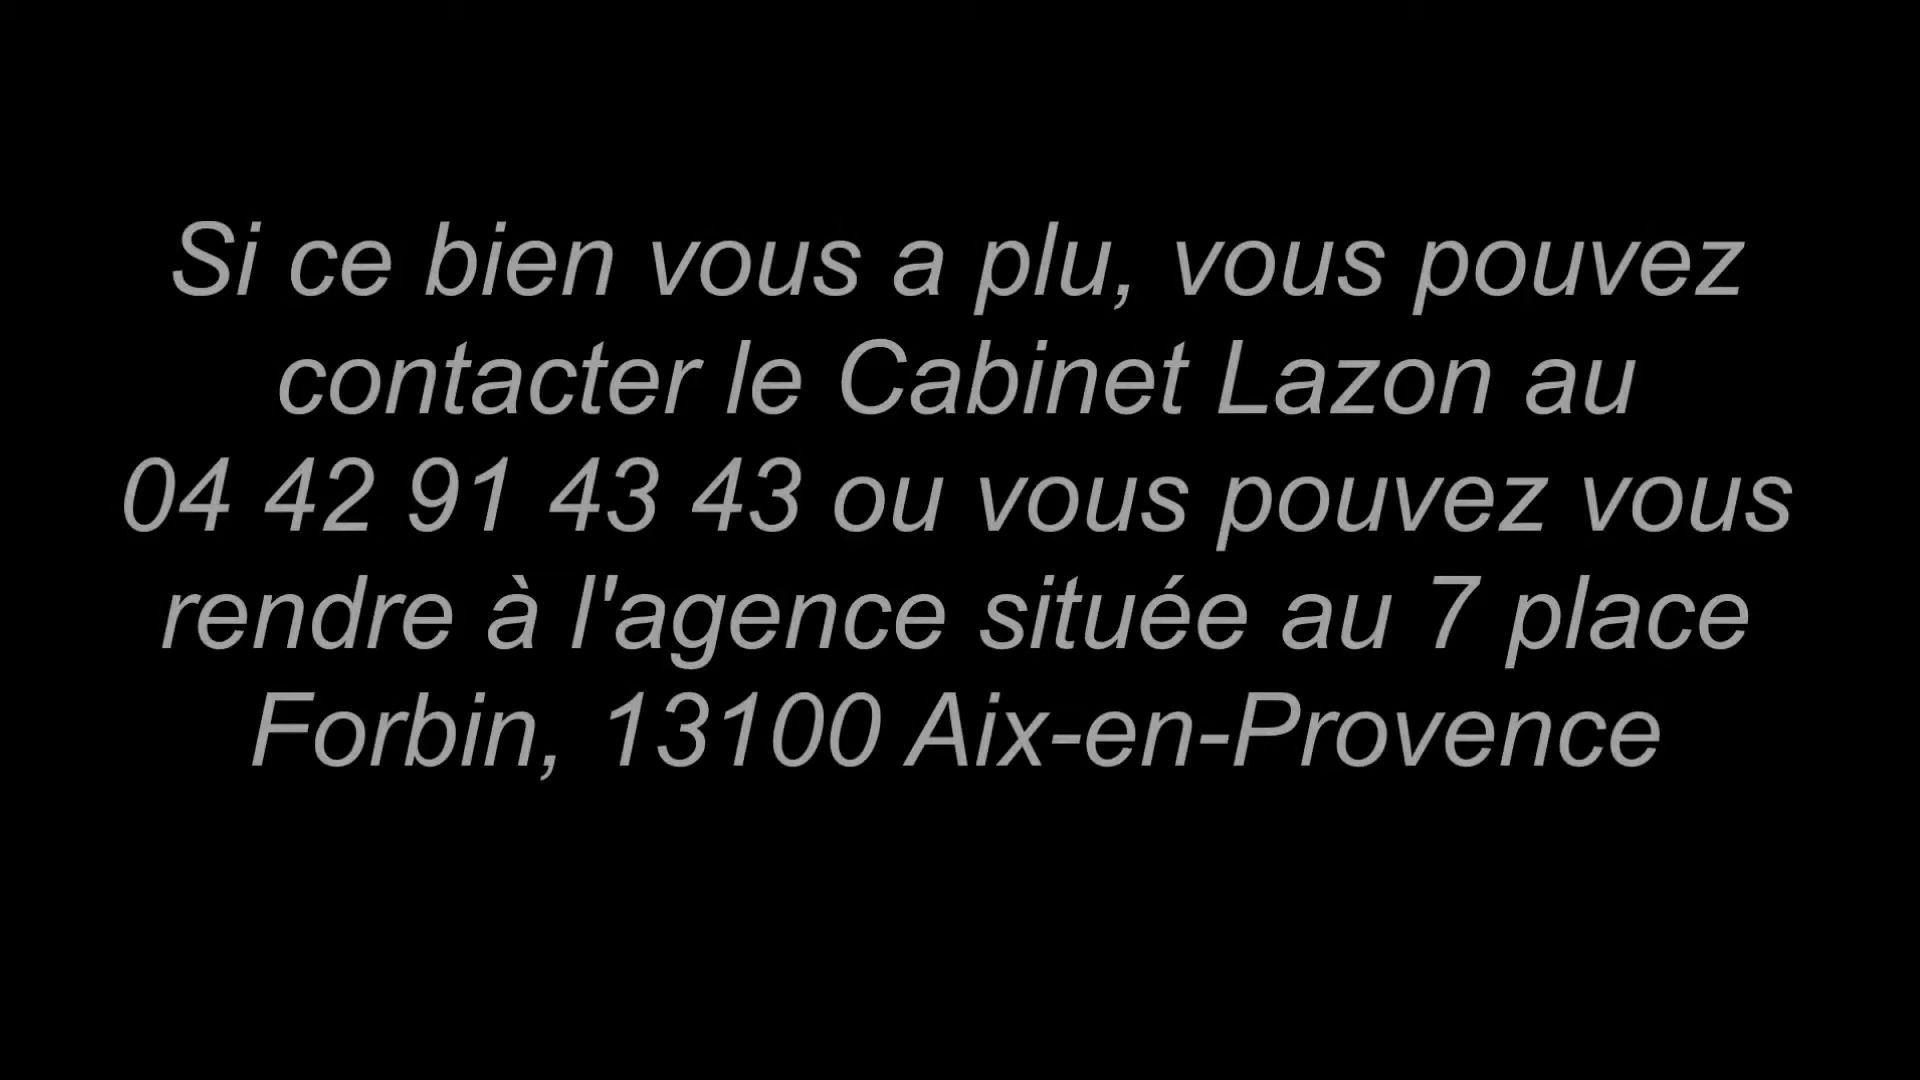 Si ce bien vous a plu, vous pouvez
contacter le Cabinet Lazon au
04 42 91 43 43 ou vous pouvez vous
rendre à l'agence située au 7 place
Forbin, 13100 Aix-en-Provence